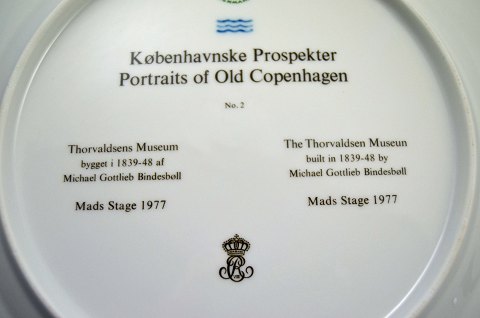 Københavnske Prospekter
Portraits of Old Copenhagen
No. 2
Thorvaldsens Museum
bygget i 1839-48 af
Michael Gottlieb Bindesbøll
Mads Stage 1977
The Thorvaldsen Museun
built in 1839-48 by
Michael Gottlieb Bindesbøll
Mads Stage 1977